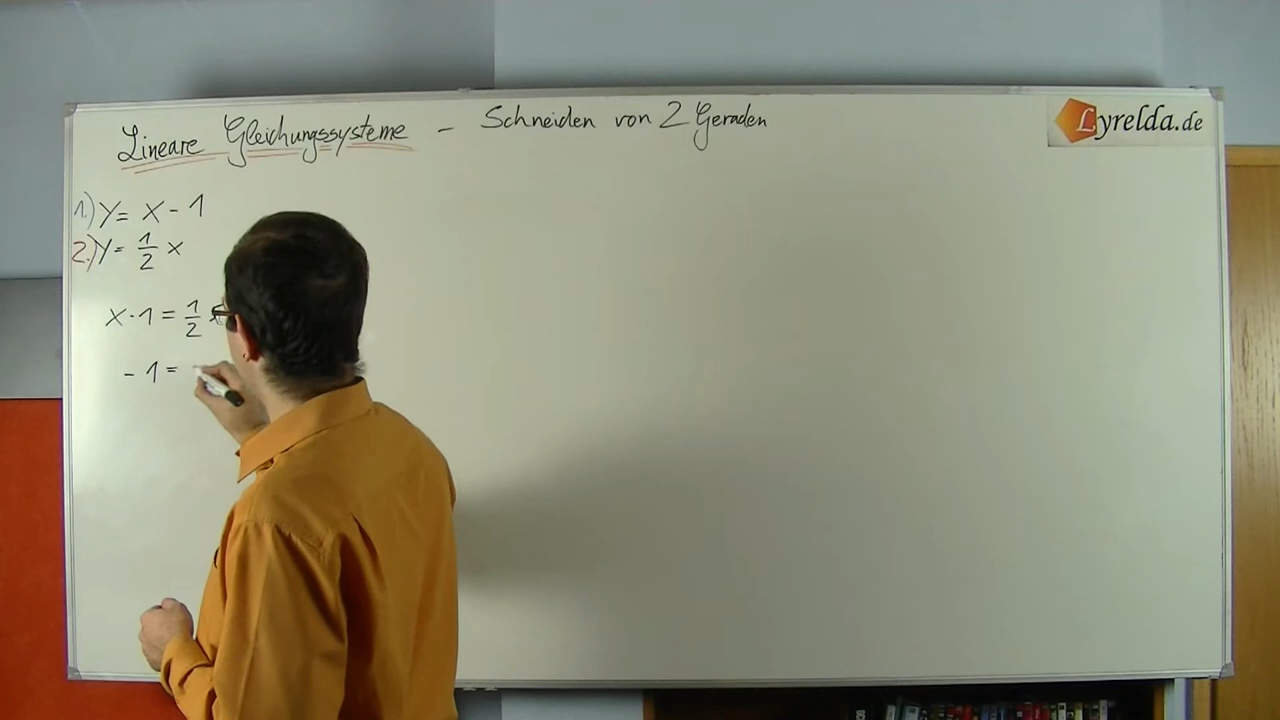 Lineare Gleichungssysteme - Schneiden von 2 Geraden
Lyrelda.de
1.) Y = X - 1
2.) Y = 1/2 x
X - 1 = 1/2 x
- 1 = -